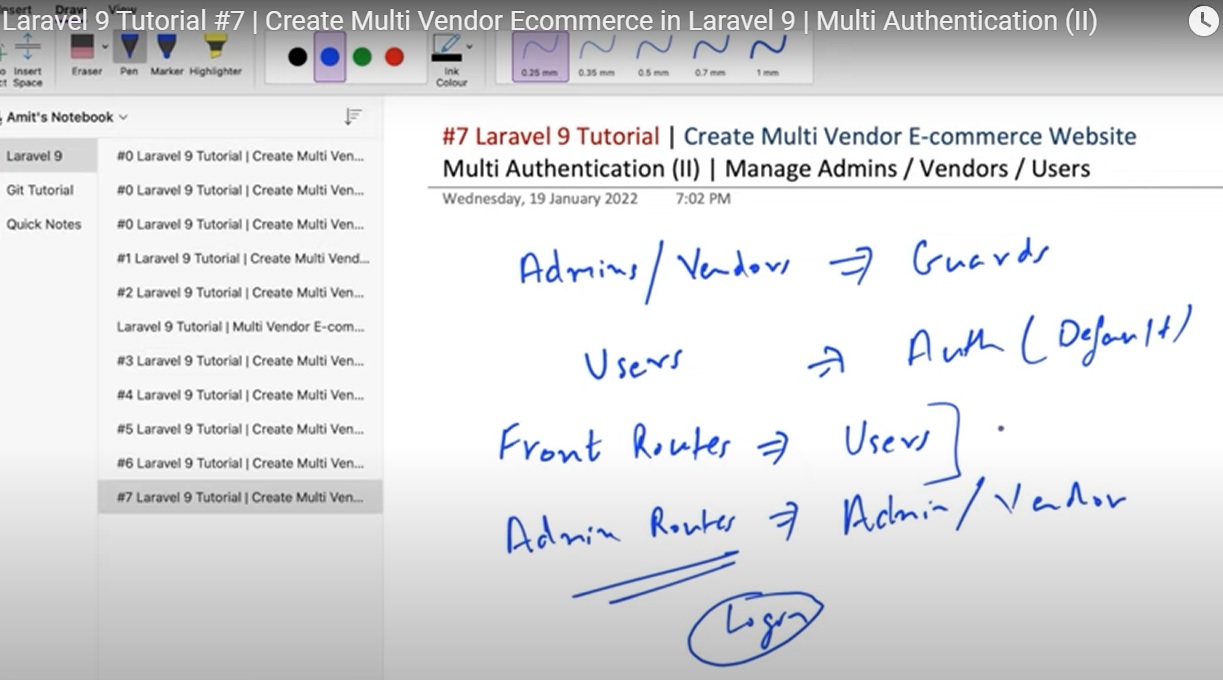 Laravel 9 Tutorial #7 | Create Multi Vendor Ecommerce in Laravel 9 | Multi Authentication (II)
Insert Draw
Insert Space
Eraser Pen Marker Highlighter
Ink Colour
0.25 mm 0.35 mm 0.5 mm 0.7 mm 1 mm
Amit's Notebook
Laravel 9
Git Tutorial
Quick Notes
#0 Laravel 9 Tutorial | Create Multi Ven...
#0 Laravel 9 Tutorial | Create Multi Ven...
#0 Laravel 9 Tutorial | Create Multi Ven...
#1 Laravel 9 Tutorial | Create Multi Vend...
#2 Laravel 9 Tutorial | Create Multi Ven...
Laravel 9 Tutorial | Multi Vendor E-com...
#3 Laravel 9 Tutorial | Create Multi Ven...
#4 Laravel 9 Tutorial | Create Multi Ven...
#5 Laravel 9 Tutorial | Create Multi Ven...
#6 Laravel 9 Tutorial | Create Multi Ven...
#7 Laravel 9 Tutorial | Create Multi Ven...
#7 Laravel 9 Tutorial | Create Multi Vendor E-commerce Website
Multi Authentication (II) | Manage Admins / Vendors / Users
Wednesday, 19 January 2022 7:02 PM
Admins / Vendors ⇒ Guards
Users ⇒ Auth (Default)
Front Routes ⇒ Users ]
Admin Routes ⇒ Admin / Vendor
Login